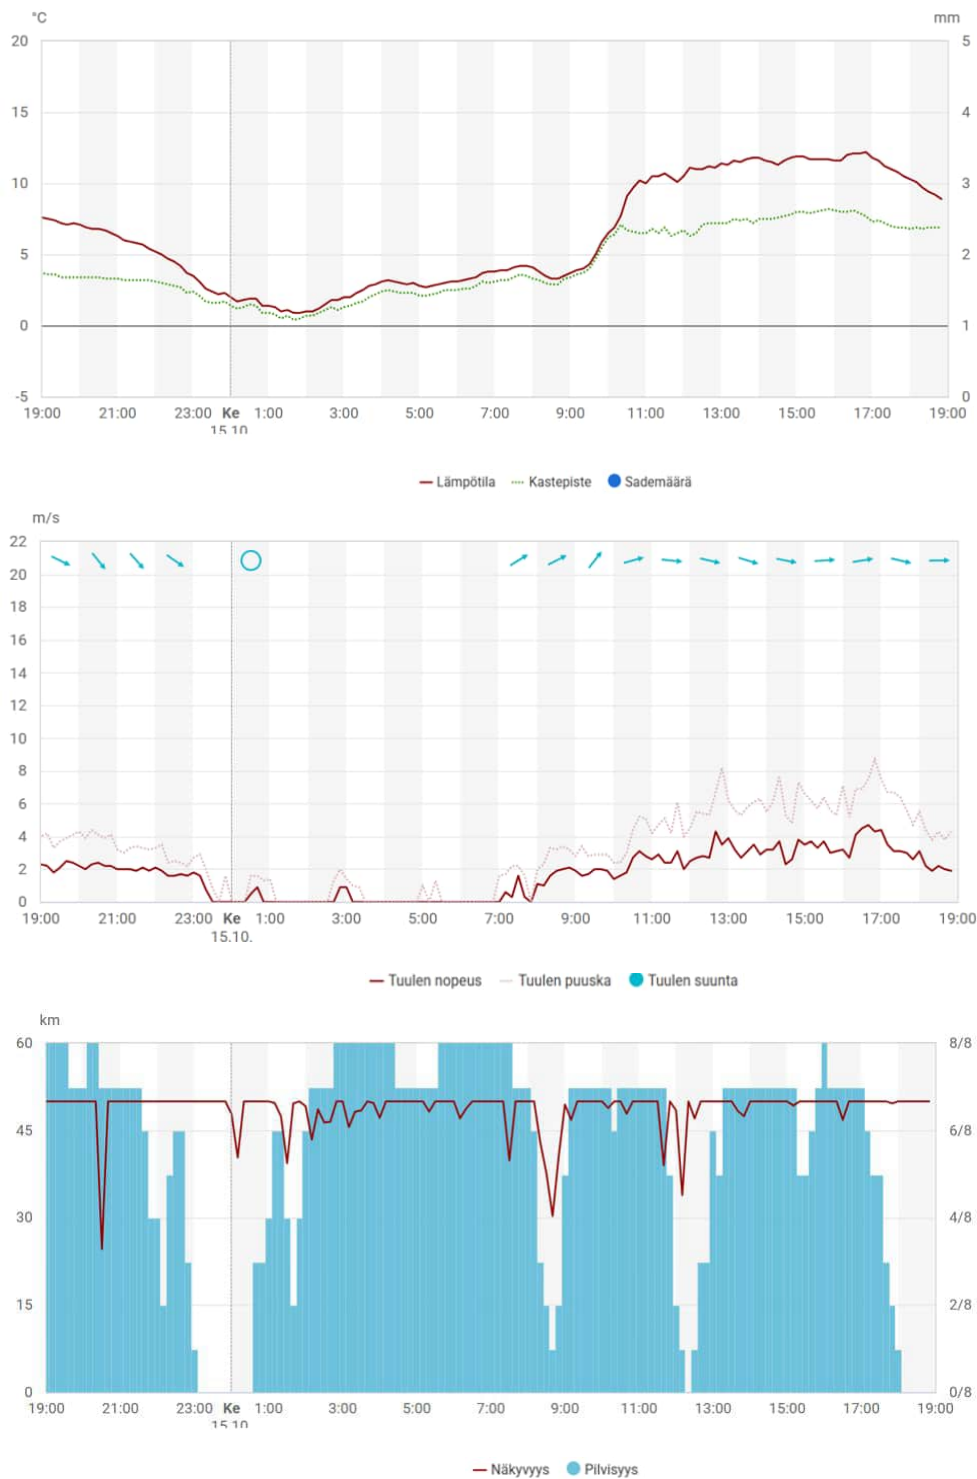 °C mm
20 5
15 4
10 3
5 2
0 1
-5 0
19:00 21:00 23:00 Ke 1:00 3:00 5:00 7:00 9:00 11:00 13:00 15:00 17:00 19:00
15.10.
Lämpötila Kastepiste Sademäärä
m/s
22
20
18
16
14
12
10
8
6
4
2
0
19:00 21:00 23:00 Ke 1:00 3:00 5:00 7:00 9:00 11:00 13:00 15:00 17:00 19:00
15.10.
Tuulen nopeus Tuulen puuska Tuulen suunta
km
60 8/8
45 6/8
30 4/8
15 2/8
0 0/8
19:00 21:00 23:00 Ke 1:00 3:00 5:00 7:00 9:00 11:00 13:00 15:00 17:00 19:00
15.10.
Näkyvyys Pilvisyys